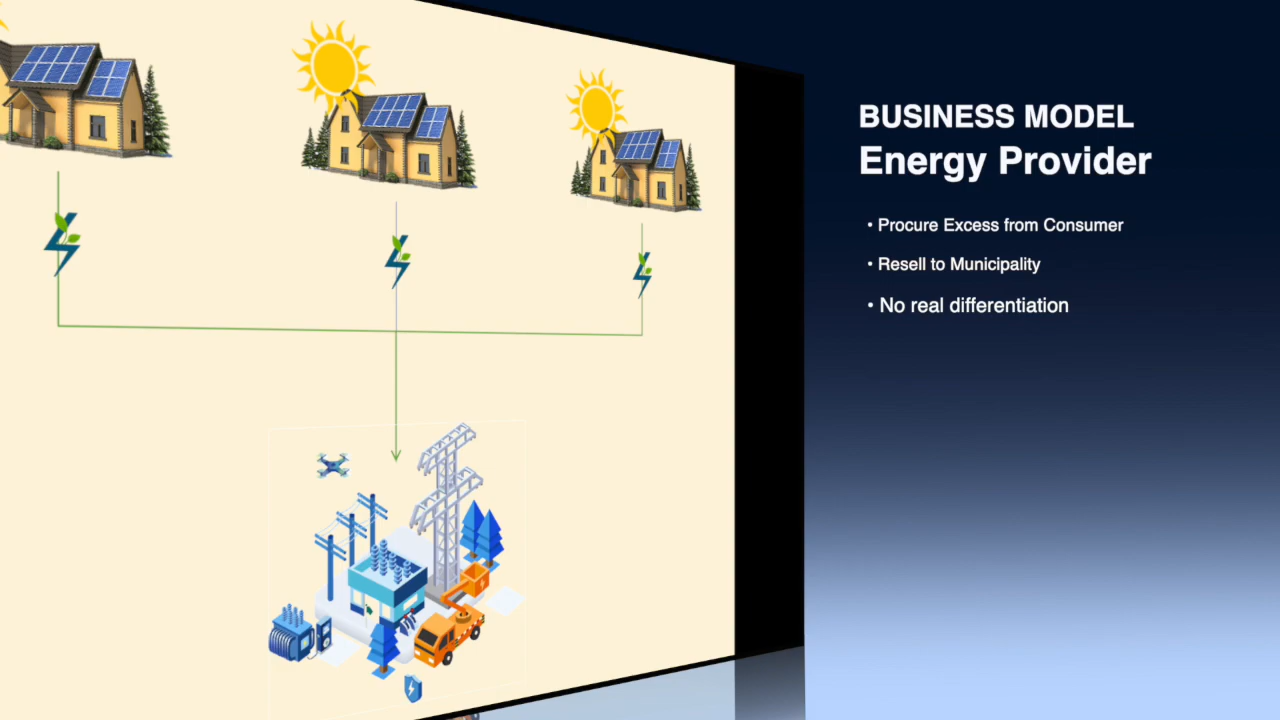 BUSINESS MODEL
Energy Provider
• Procure Excess from Consumer
• Resell to Municipality
• No real differentiation